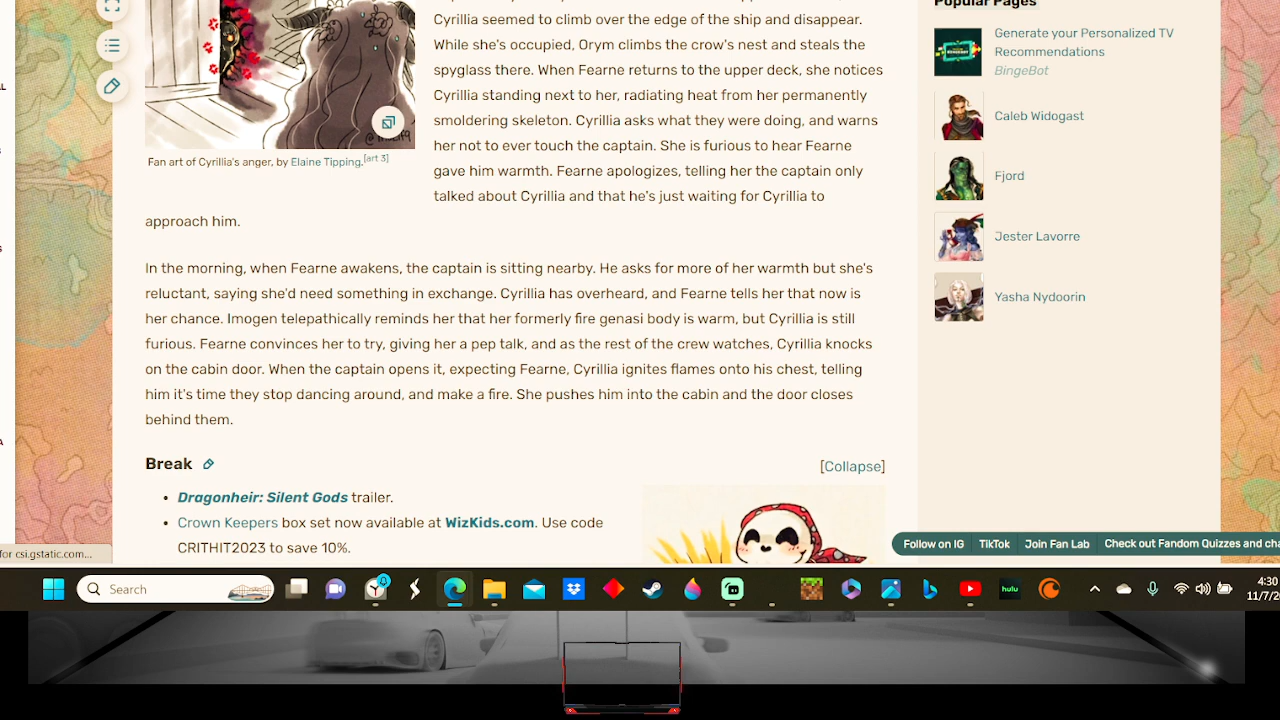 Cyrillia seemed to climb over the edge of the ship and disappear.
While she's occupied, Orym climbs the crow's nest and steals the
spyglass there. When Fearne returns to the upper deck, she notices
Cyrillia standing next to her, radiating heat from her permanently
smoldering skeleton. Cyrillia asks what they were doing, and warns
her not to ever touch the captain. She is furious to hear Fearne
gave him warmth. Fearne apologizes, telling her the captain only
talked about Cyrillia and that he's just waiting for Cyrillia to
approach him.
Fan art of Cyrillia's anger, by Elaine Tipping.[art 3]
In the morning, when Fearne awakens, the captain is sitting nearby. He asks for more of her warmth but she's
reluctant, saying she'd need something in exchange. Cyrillia has overheard, and Fearne tells her that now is
her chance. Imogen telepathically reminds her that her formerly fire genasi body is warm, but Cyrillia is still
furious. Fearne convinces her to try, giving her a pep talk, and as the rest of the crew watches, Cyrillia knocks
on the cabin door. When the captain opens it, expecting Fearne, Cyrillia ignites flames onto his chest, telling
him it's time they stop dancing around, and make a fire. She pushes him into the cabin and the door closes
behind them.
Break
[Collapse]
• Dragonheir: Silent Gods trailer.
• Crown Keepers box set now available at WizKids.com. Use code
CRITHIT2023 to save 10%.
Popular Pages
Generate your Personalized TV
Recommendations
BingeBot
Caleb Widogast
Fjord
Jester Lavorre
Yasha Nydoorin
Follow on IG
TikTok
Join Fan Lab
Check out Fandom Quizzes and cha
for csi.gstatic.com...
Search
hulu
4:30
11/7/2